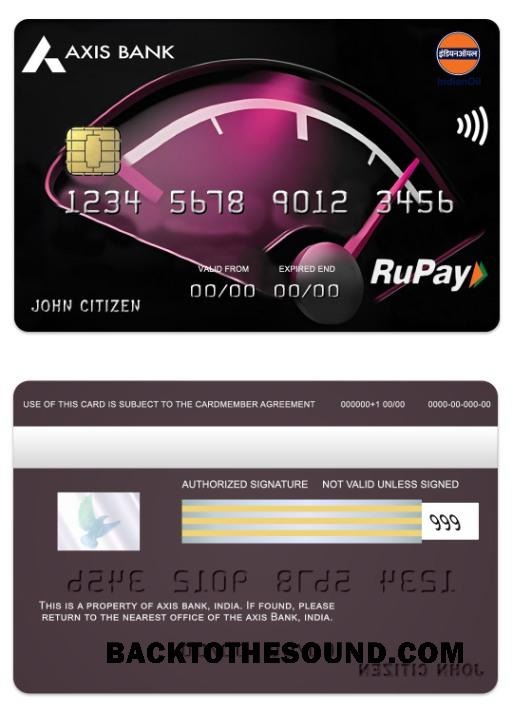 AXIS BANK
इंडियनऑयल
IndianOil
1234 5678 9012 3456
VALID FROM EXPIRED END
00/00 00/00
RuPay
JOHN CITIZEN
USE OF THIS CARD IS SUBJECT TO THE CARDMEMBER AGREEMENT 000000+1 00/00 0000-00-000-00
AUTHORIZED SIGNATURE NOT VALID UNLESS SIGNED
999
1234 5678 9012 3456
THIS IS A PROPERTY OF AXIS BANK, INDIA. IF FOUND, PLEASE
RETURN TO THE NEAREST OFFICE OF THE AXIS BANK, INDIA.
BACKTOTHESOUND.COM
JOHN CITIZEN